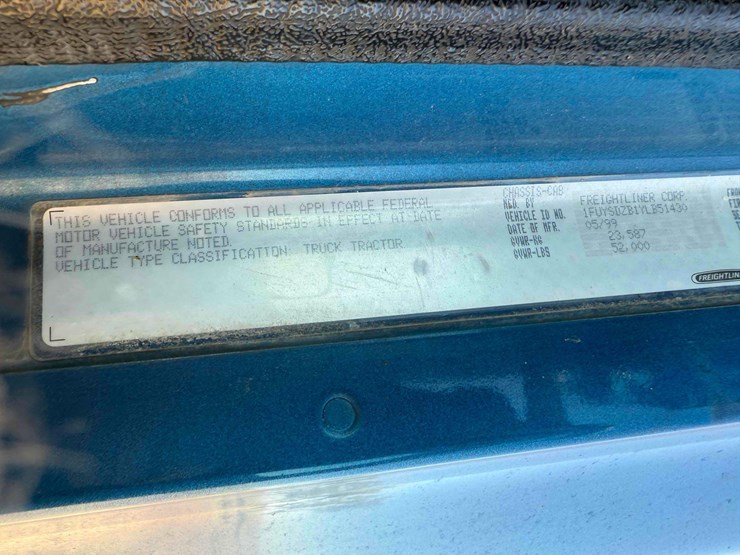 THIS VEHICLE CONFORMS TO ALL APPLICABLE FEDERAL
MOTOR VEHICLE SAFETY STANDARDS IN EFFECT AT DATE
OF MANUFACTURE NOTED.
VEHICLE TYPE CLASSIFICATION: TRUCK TRACTOR
CHASSIS-CAB
MFD. BY FREIGHTLINER CORP.
VEHICLE ID NO. 1FUYSDZB1YLB51430
DATE OF MFR. 05/99
GVWR-KG 23,587
GVWR-LBS 52,000
FREIGHTLIN